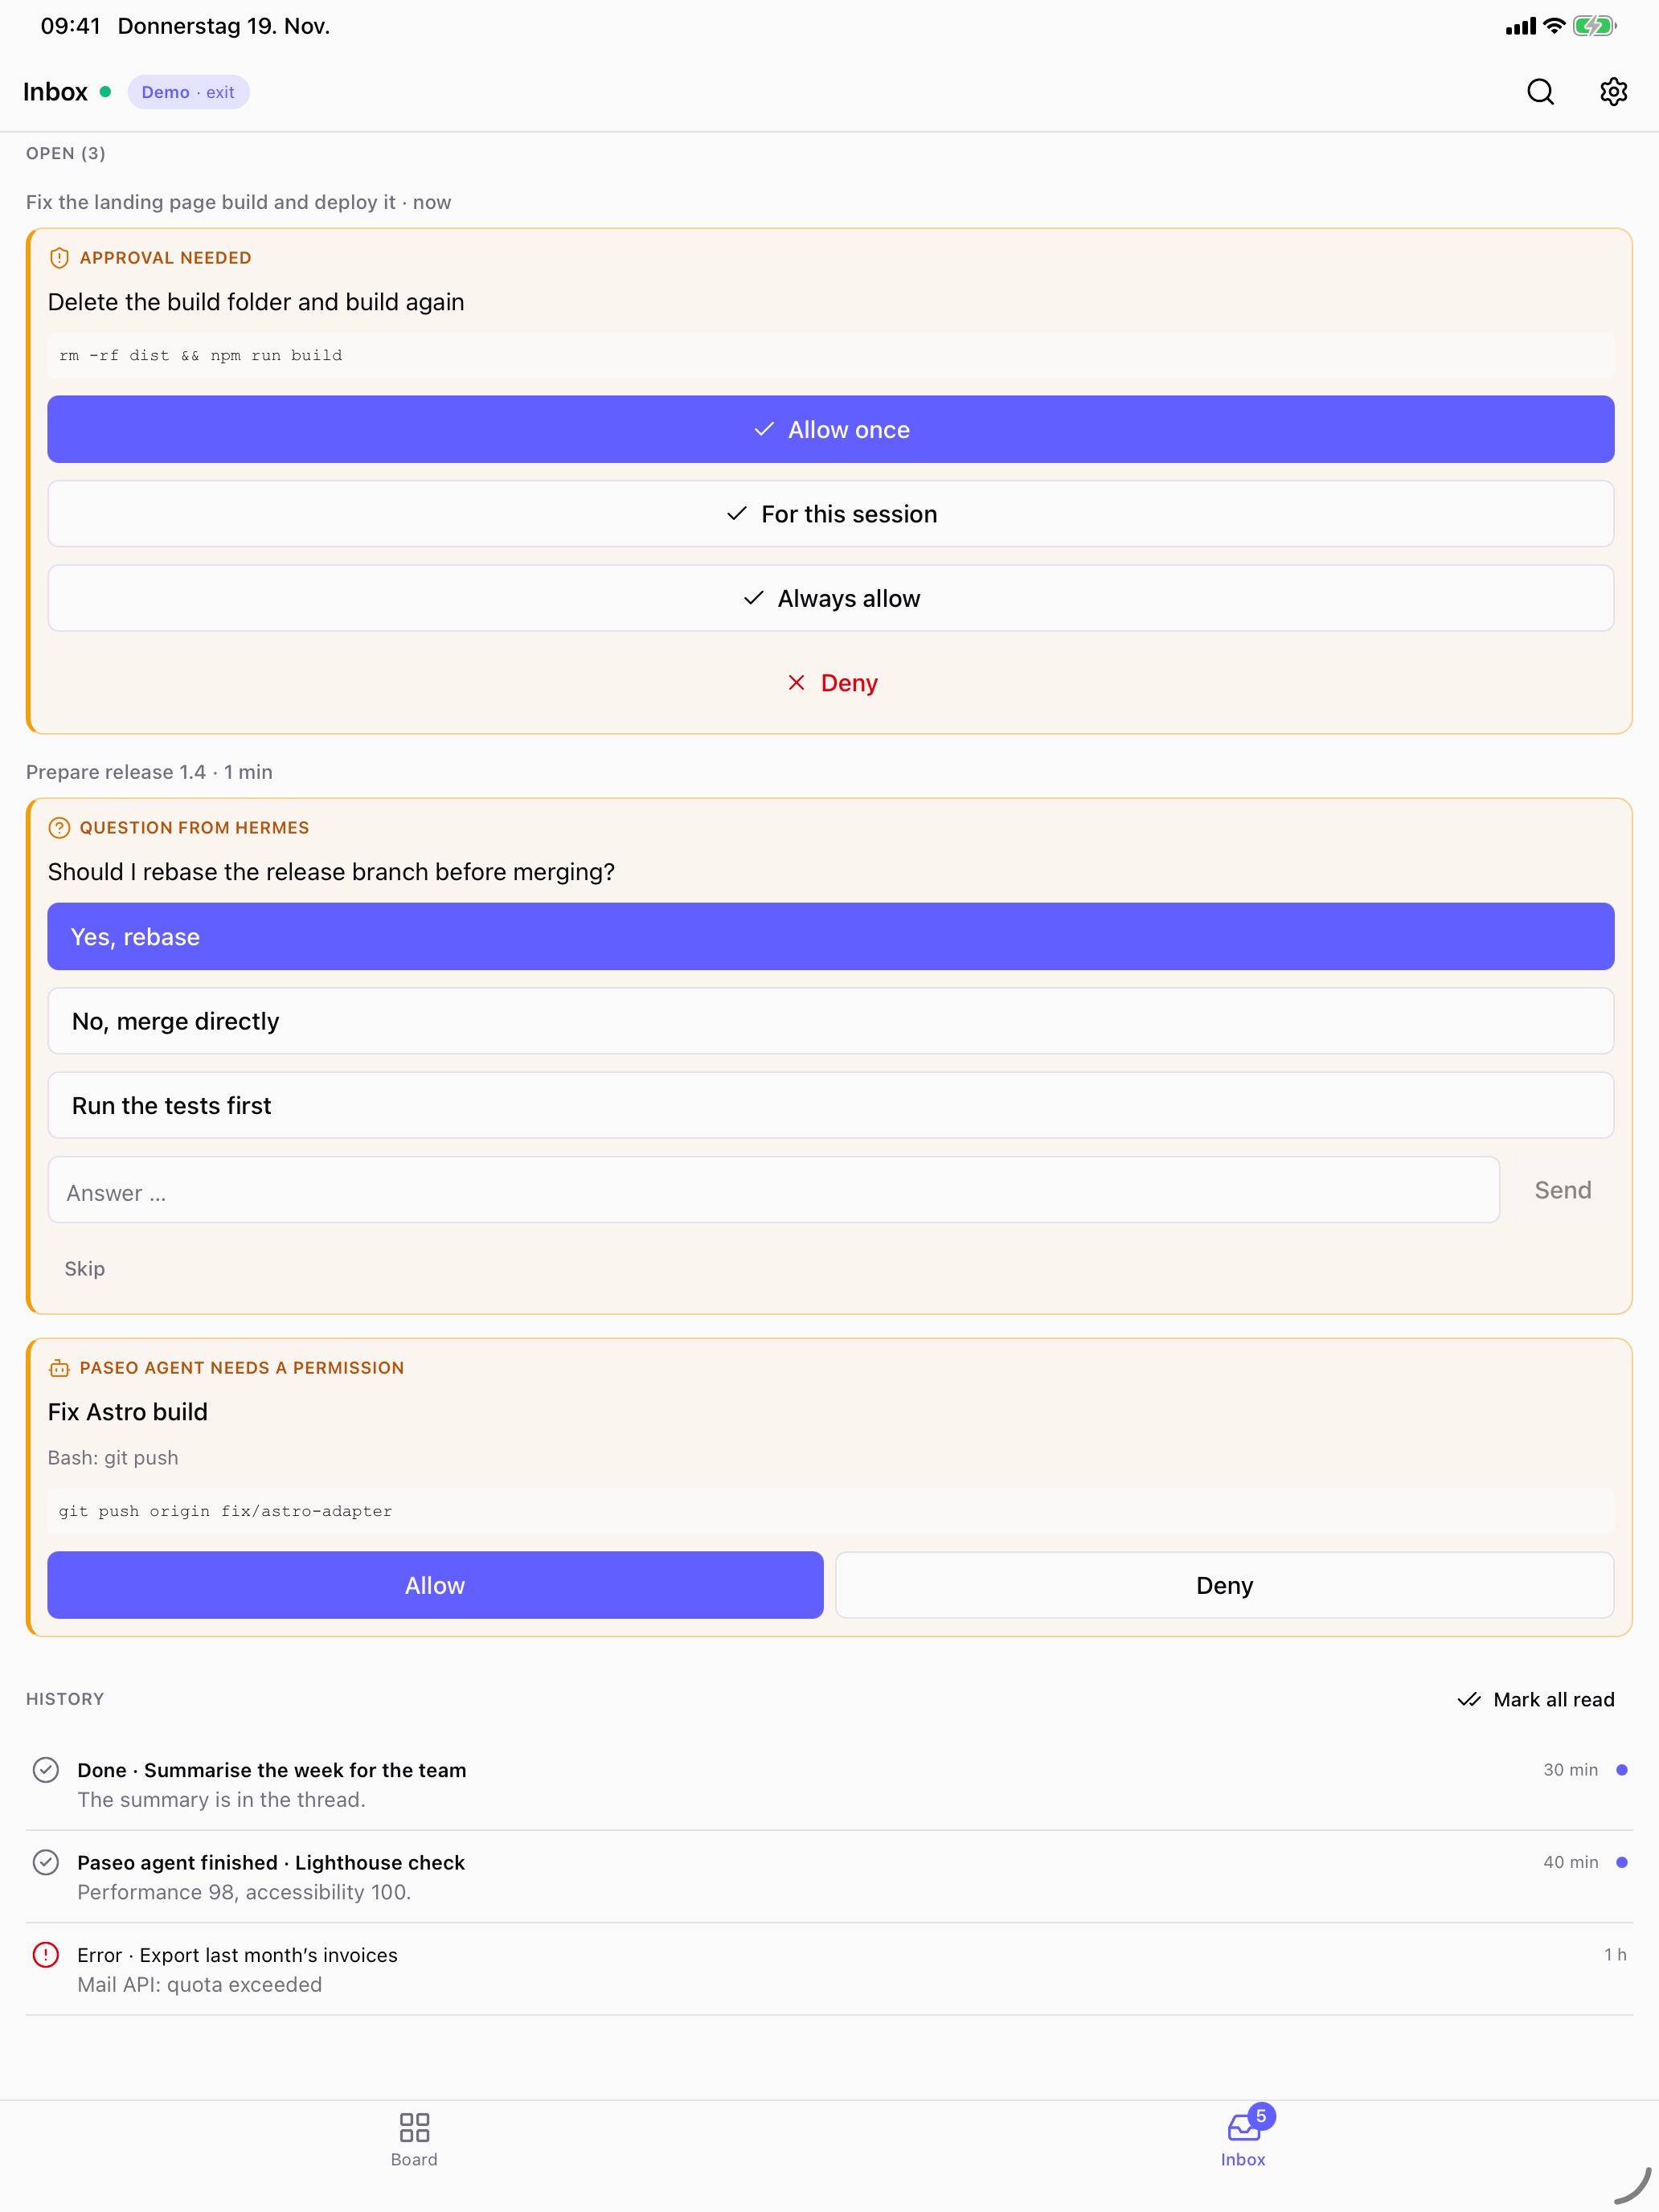 09:41 Donnerstag 19. Nov.
Inbox
Demo · exit
OPEN (3)
Fix the landing page build and deploy it · now
APPROVAL NEEDED
Delete the build folder and build again
rm -rf dist && npm run build
Allow once
For this session
Always allow
Deny
Prepare release 1.4 · 1 min
QUESTION FROM HERMES
Should I rebase the release branch before merging?
Yes, rebase
No, merge directly
Run the tests first
Answer ...
Send
Skip
PASEO AGENT NEEDS A PERMISSION
Fix Astro build
Bash: git push
git push origin fix/astro-adapter
Allow
Deny
HISTORY
Mark all read
Done · Summarise the week for the team
30 min
The summary is in the thread.
Paseo agent finished · Lighthouse check
40 min
Performance 98, accessibility 100.
Error · Export last month’s invoices
1 h
Mail API: quota exceeded
Board
5
Inbox